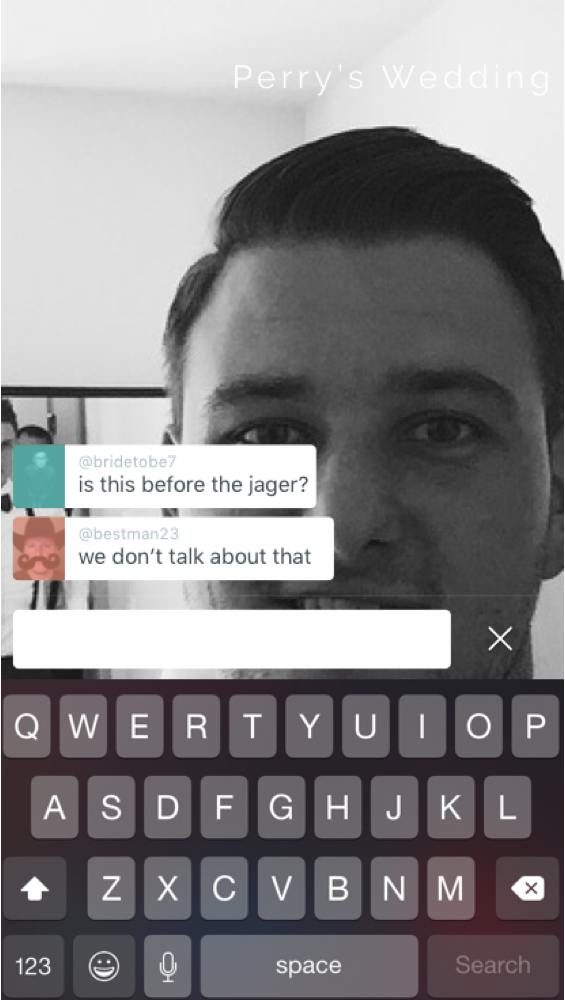 Perry's Wedding
@bridetobe7
is this before the jager?
@bestman23
we don't talk about that
Q W E R T Y U I O P
A S D F G H J K L
Z X C V B N M
123 space Search